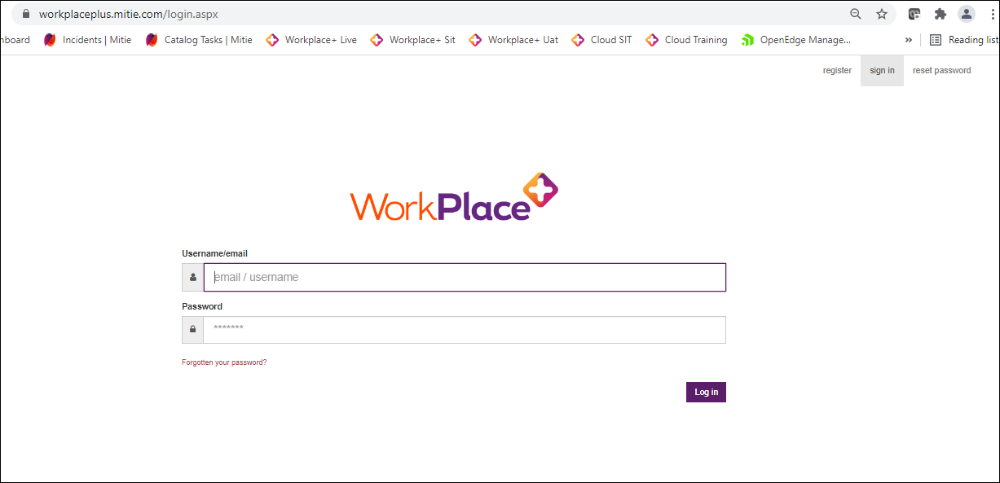 workplaceplus.mitie.com/login.aspx
nboard Incidents | Mitie Catalog Tasks | Mitie Workplace+ Live Workplace+ Sit Workplace+ Uat Cloud SIT Cloud Training OpenEdge Manage... » Reading list
register sign in reset password
WorkPlace
Username/email
email / username
Password
*******
Forgotten your password?
Log in